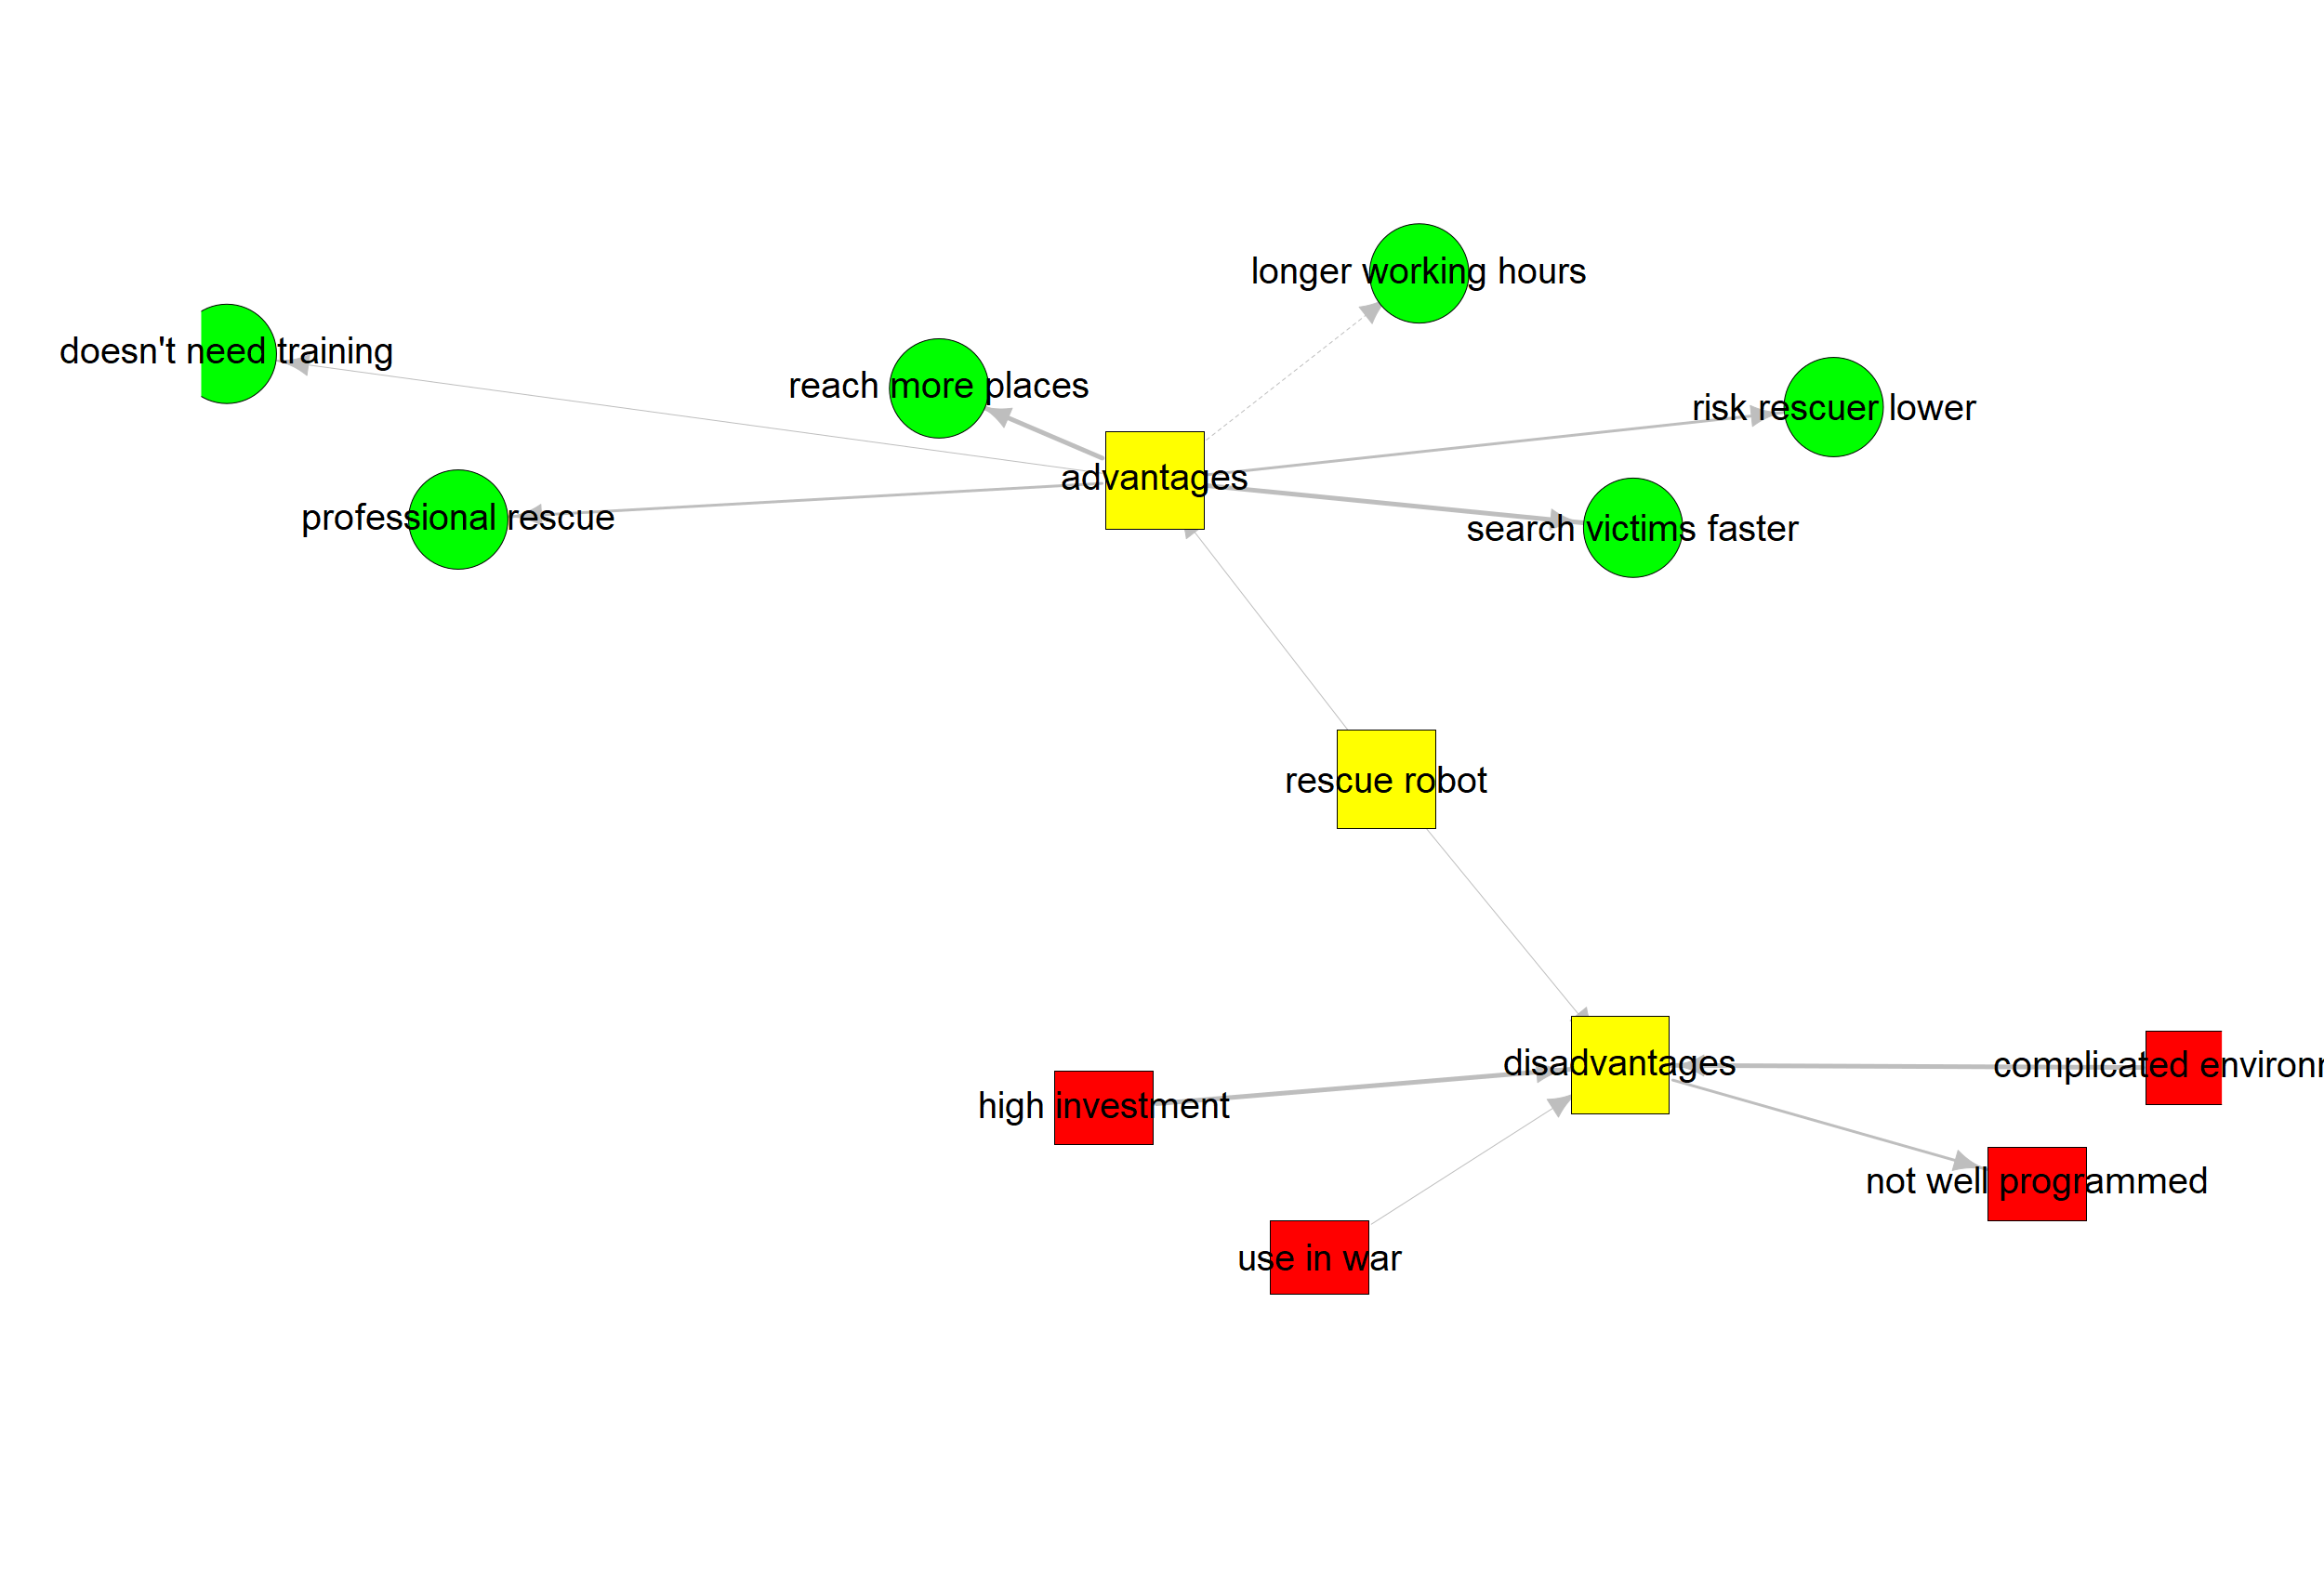 longer working hours
doesn't need training
reach more places
risk rescuer lower
advantages
professional rescue
search victims faster
rescue robot
disadvantages
complicated environ
high investment
not well programmed
use in war